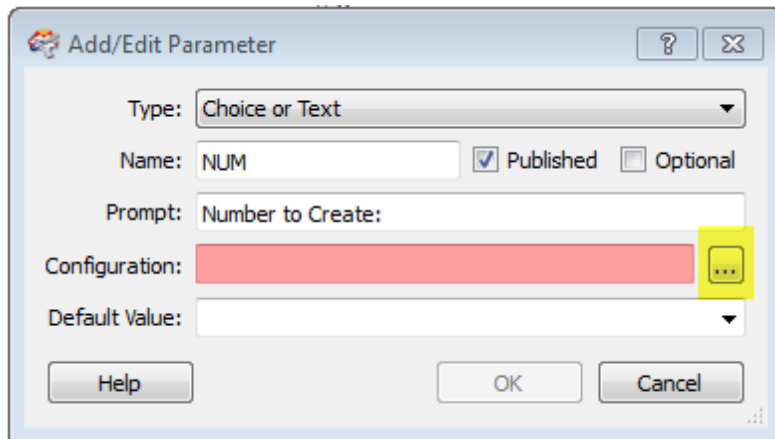 Add/Edit Parameter
Type: Choice or Text
Name: NUM Published Optional
Prompt: Number to Create:
Configuration: ...
Default Value:
Help OK Cancel